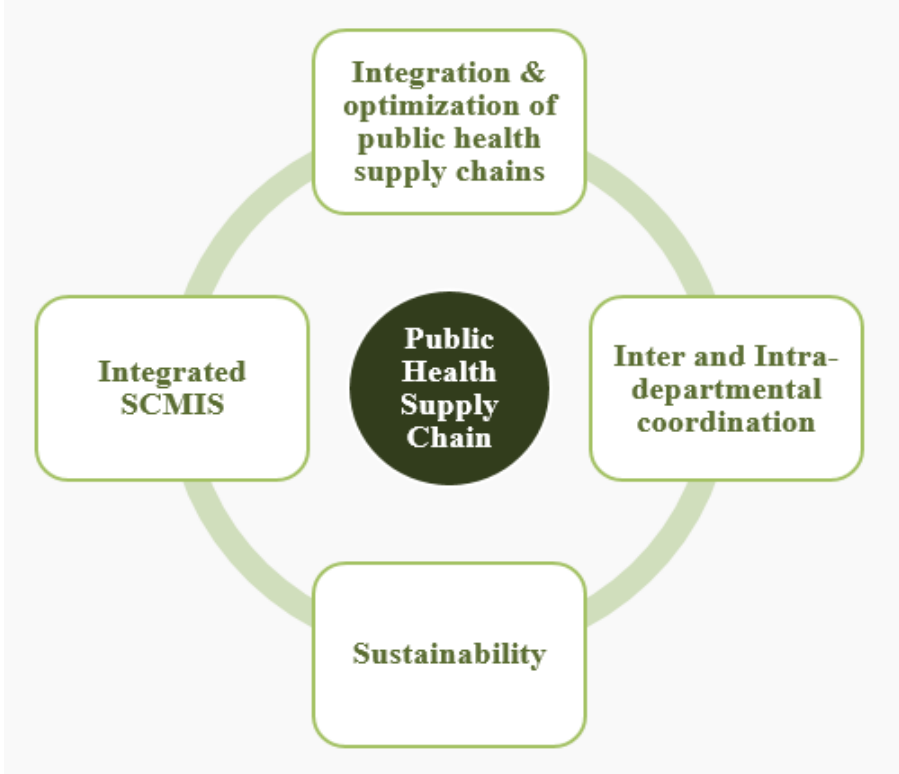 Integration &
optimization of
public health
supply chains
Integrated
SCMIS
Public
Health
Supply
Chain
Inter and Intra-
departmental
coordination
Sustainability